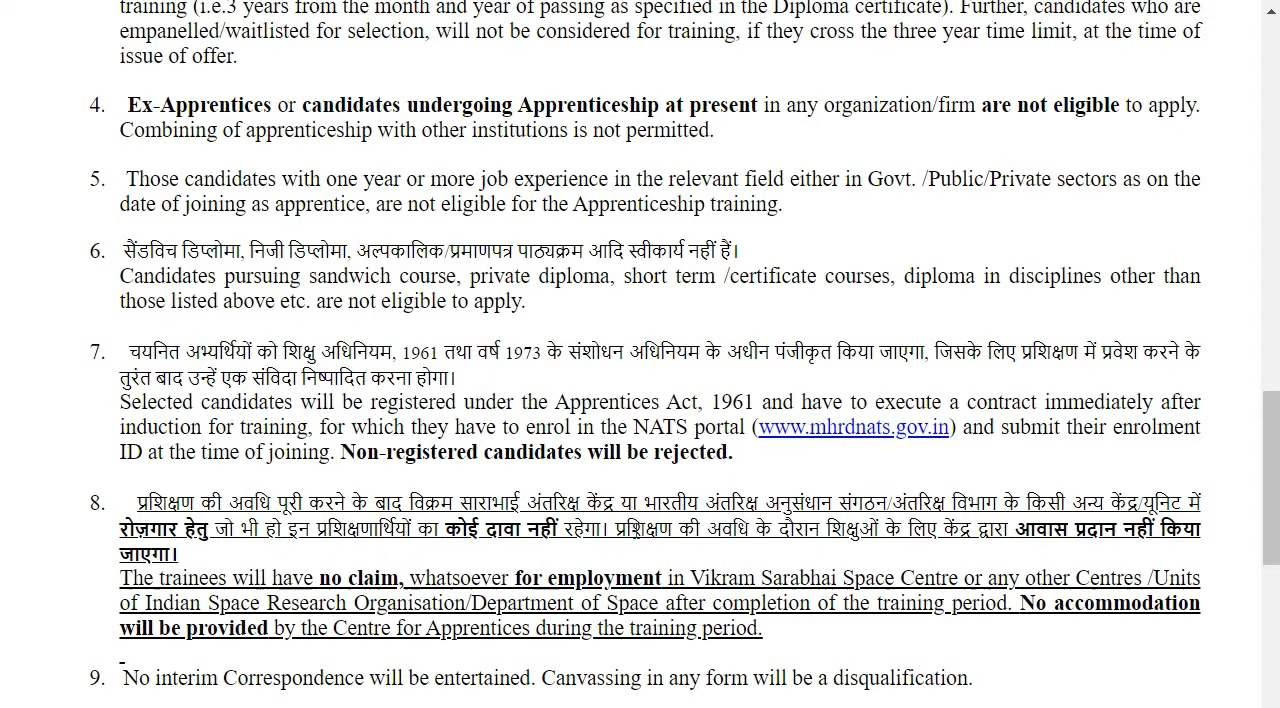 training (i.e.3 years from the month and year of passing as specified in the Diploma certificate). Further, candidates who are
empanelled/waitlisted for selection, will not be considered for training, if they cross the three year time limit, at the time of
issue of offer.
4. Ex-Apprentices or candidates undergoing Apprenticeship at present in any organization/firm are not eligible to apply.
Combining of apprenticeship with other institutions is not permitted.
5. Those candidates with one year or more job experience in the relevant field either in Govt. /Public/Private sectors as on the
date of joining as apprentice, are not eligible for the Apprenticeship training.
6. सैंडविच डिप्लोमा, निजी डिप्लोमा, अल्पकालिक/प्रमाणपत्र पाठ्यक्रम आदि स्वीकार्य नहीं हैं।
Candidates pursuing sandwich course, private diploma, short term /certificate courses, diploma in disciplines other than
those listed above etc. are not eligible to apply.
7. चयनित अभ्यर्थियों को शिक्षु अधिनियम, 1961 तथा वर्ष 1973 के संशोधन अधिनियम के अधीन पंजीकृत किया जाएगा, जिसके लिए प्रशिक्षण में प्रवेश करने के
तुरंत बाद उन्हें एक संविदा निष्पादित करना होगा।
Selected candidates will be registered under the Apprentices Act, 1961 and have to execute a contract immediately after
induction for training, for which they have to enrol in the NATS portal (www.mhrdnats.gov.in) and submit their enrolment
ID at the time of joining. Non-registered candidates will be rejected.
8. प्रशिक्षण की अवधि पूरी करने के बाद विक्रम साराभाई अंतरिक्ष केंद्र या भारतीय अंतरिक्ष अनुसंधान संगठन/अंतरिक्ष विभाग के किसी अन्य केंद्र/यूनिट में
रोज़गार हेतु जो भी हो इन प्रशिक्षणार्थियों का कोई दावा नहीं रहेगा। प्रशिक्षण की अवधि के दौरान शिक्षुओं के लिए केंद्र द्वारा आवास प्रदान नहीं किया
जाएगा।
The trainees will have no claim, whatsoever for employment in Vikram Sarabhai Space Centre or any other Centres /Units
of Indian Space Research Organisation/Department of Space after completion of the training period. No accommodation
will be provided by the Centre for Apprentices during the training period.
9. No interim Correspondence will be entertained. Canvassing in any form will be a disqualification.